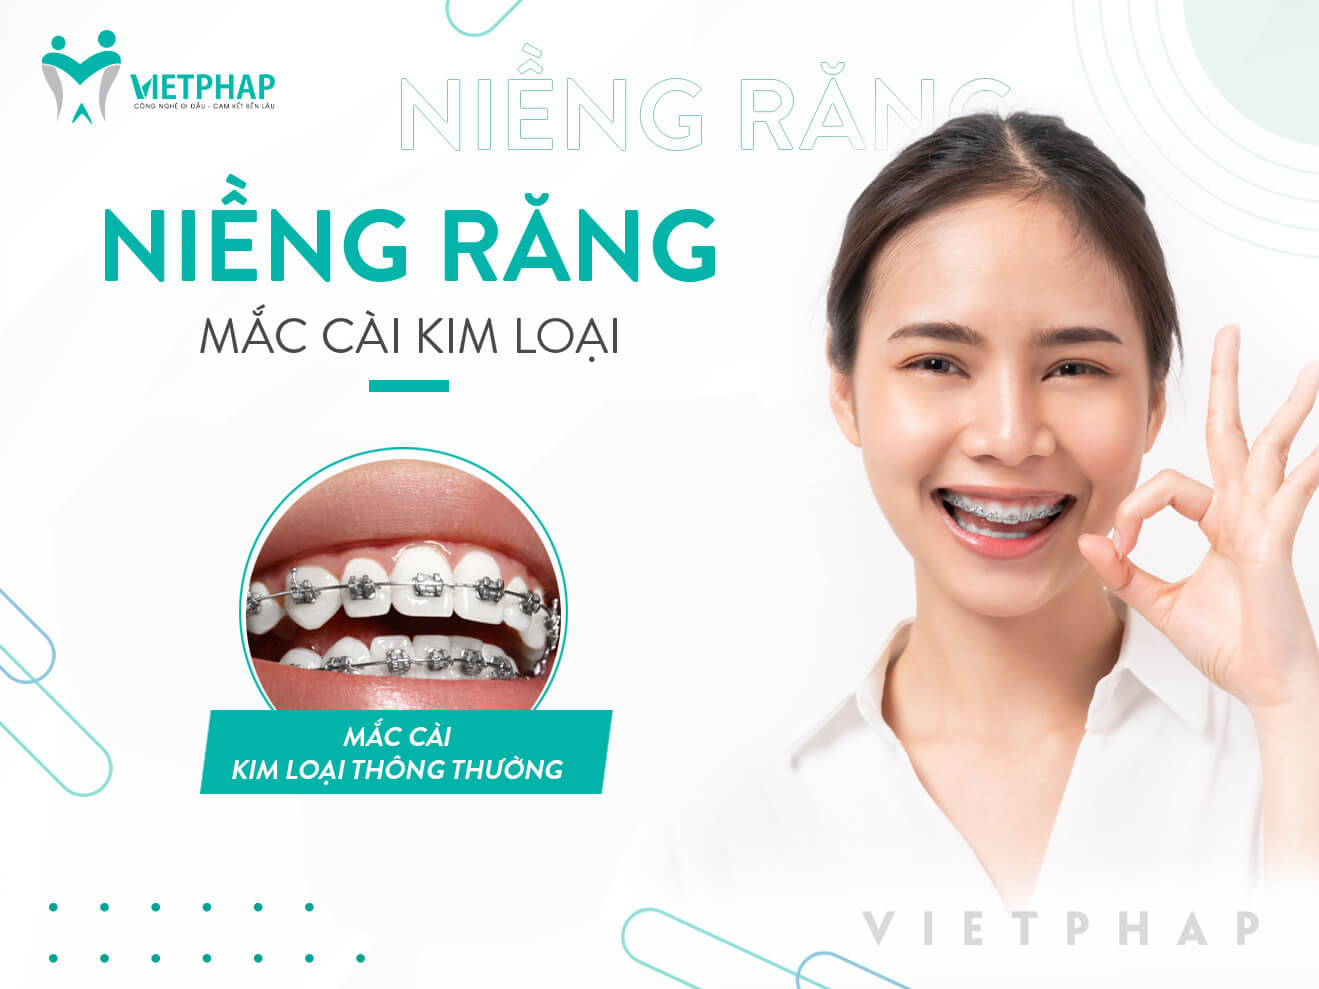 VIETPHAP
CÔNG NGHỆ ĐI ĐẦU - CAM KẾT BỀN LÂU
NIỀNG RĂNG
NIỀNG RĂNG
MẮC CÀI KIM LOẠI
MẮC CÀI
KIM LOẠI THÔNG THƯỜNG
VIETPHAP